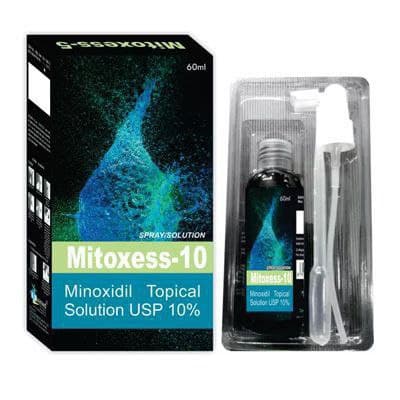 Mitoxess-5
60ml
SPRAY/SOLUTION
Mitoxess-10
Minoxidil Topical
Solution USP 10%
60ml
SPRAY/SOLUTION
Mitoxess-10
Minoxidil Topical
Solution USP 10%